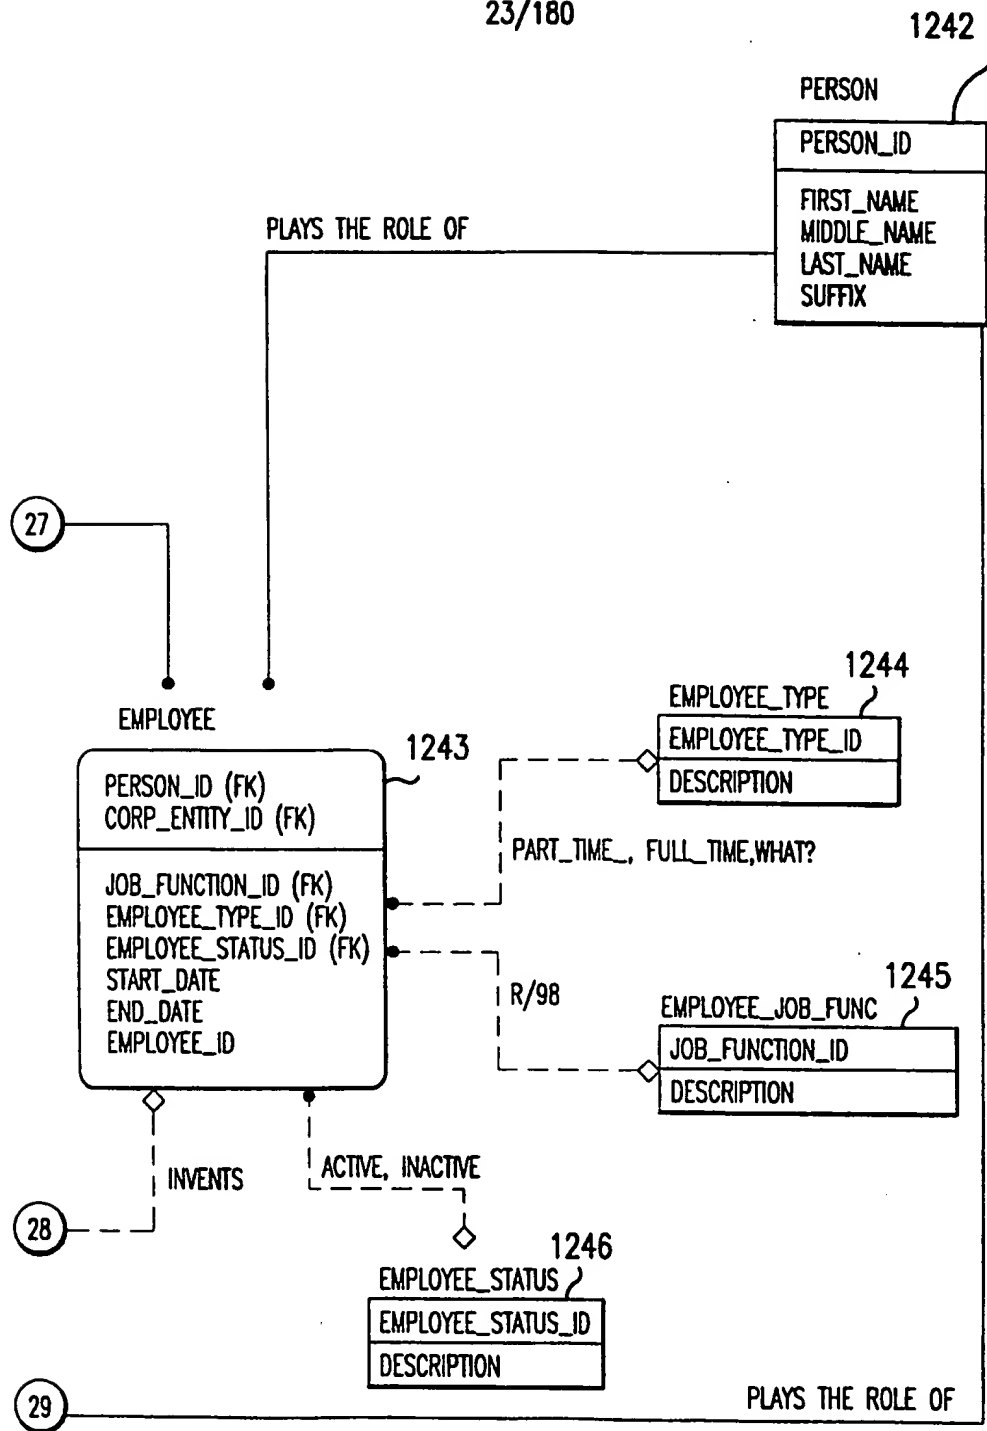 23/180
1242
PERSON
PERSON_ID
FIRST_NAME
MIDDLE_NAME
LAST_NAME
SUFFIX
PLAYS THE ROLE OF
27
EMPLOYEE
1243
PERSON_ID (FK)
CORP_ENTITY_ID (FK)
JOB_FUNCTION_ID (FK)
EMPLOYEE_TYPE_ID (FK)
EMPLOYEE_STATUS_ID (FK)
START_DATE
END_DATE
EMPLOYEE_ID
1244
EMPLOYEE_TYPE
EMPLOYEE_TYPE_ID
DESCRIPTION
PART_TIME_, FULL_TIME,WHAT?
R/98
1245
EMPLOYEE_JOB_FUNC
JOB_FUNCTION_ID
DESCRIPTION
INVENTS
ACTIVE, INACTIVE
28
1246
EMPLOYEE_STATUS
EMPLOYEE_STATUS_ID
DESCRIPTION
29
PLAYS THE ROLE OF